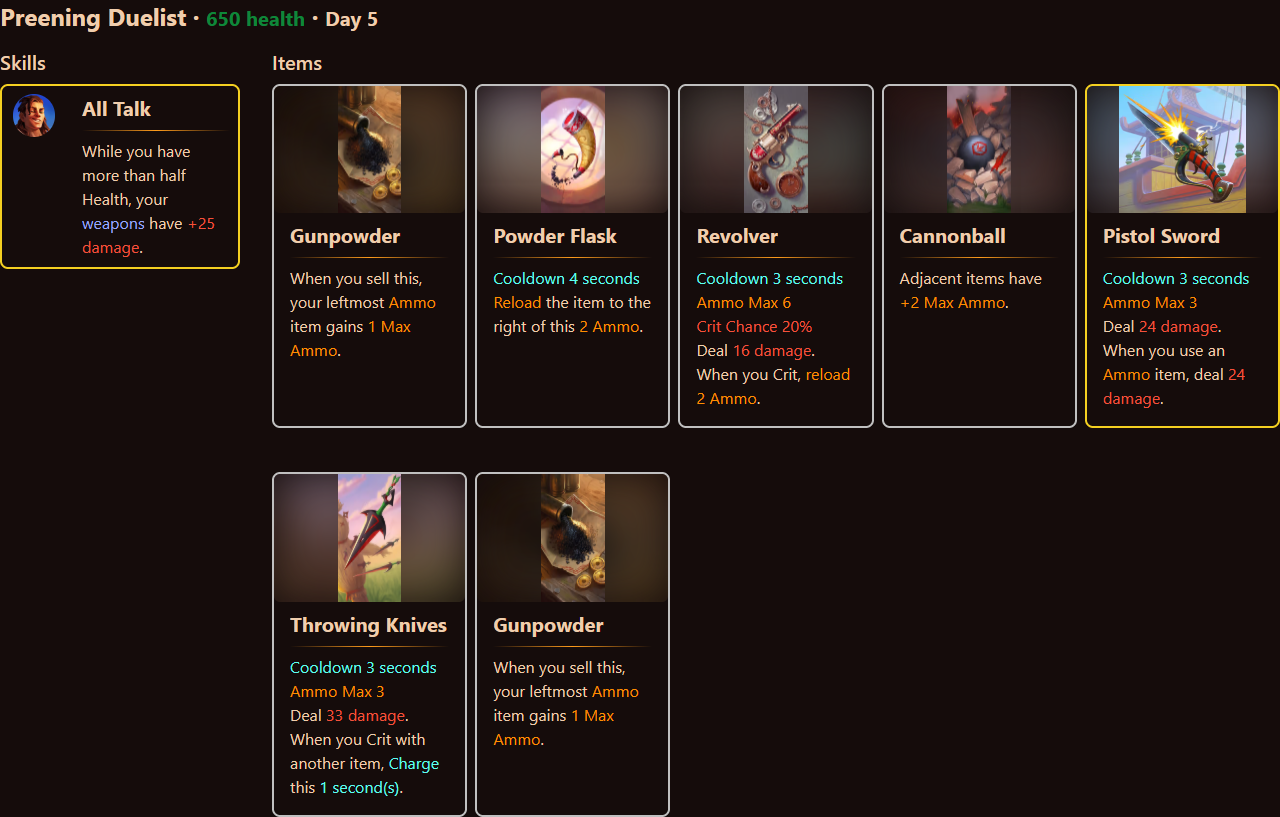 Preening Duelist · 650 health · Day 5
Skills
All Talk
While you have
more than half
Health, your
weapons have +25
damage.
Items
Gunpowder
When you sell this,
your leftmost Ammo
item gains 1 Max
Ammo.
Powder Flask
Cooldown 4 seconds
Reload the item to the
right of this 2 Ammo.
Revolver
Cooldown 3 seconds
Ammo Max 6
Crit Chance 20%
Deal 16 damage.
When you Crit, reload
2 Ammo.
Cannonball
Adjacent items have
+2 Max Ammo.
Pistol Sword
Cooldown 3 seconds
Ammo Max 3
Deal 24 damage.
When you use an
Ammo item, deal 24
damage.
Throwing Knives
Cooldown 3 seconds
Ammo Max 3
Deal 33 damage.
When you Crit with
another item, Charge
this 1 second(s).
Gunpowder
When you sell this,
your leftmost Ammo
item gains 1 Max
Ammo.